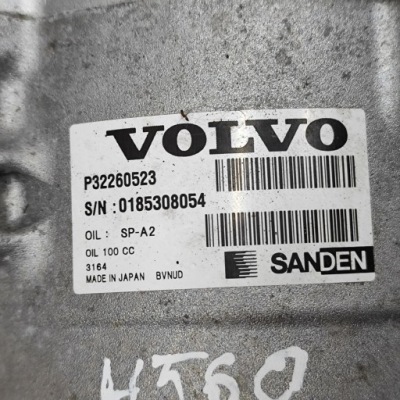 VOLVO
P32260523
S/N :0185308054
OIL : SP-A2
OIL 100 CC
3164
MADE IN JAPAN BVNUD
SANDEN
H560